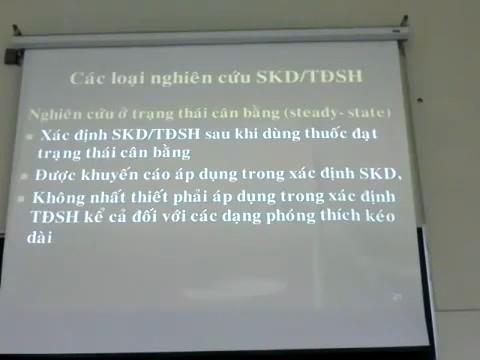 Các loại nghiên cứu SKD/TĐSH
Nghiên cứu ở trạng thái cân bằng (steady- state)
Xác định SKD/TĐSH sau khi dùng thuốc đạt
trạng thái cân bằng
Được khuyến cáo áp dụng trong xác định SKD,
Không nhất thiết phải áp dụng trong xác định
TĐSH kể cả đối với các dạng phóng thích kéo
dài